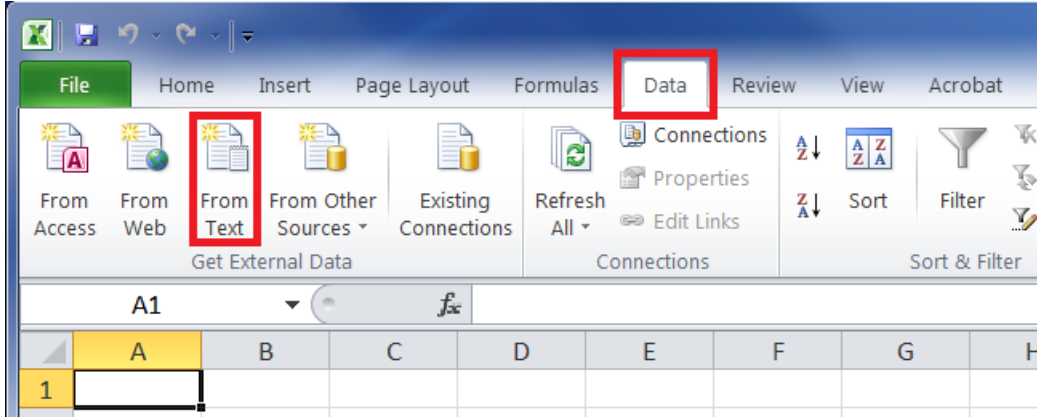 File Home Insert Page Layout Formulas Data Review View Acrobat
From Access
From Web
From Text
From Other Sources
Existing Connections
Refresh All
Connections
Properties
Edit Links
Sort
Filter
Get External Data
Connections
Sort & Filter
A1
fx
A B C D E F G H
1